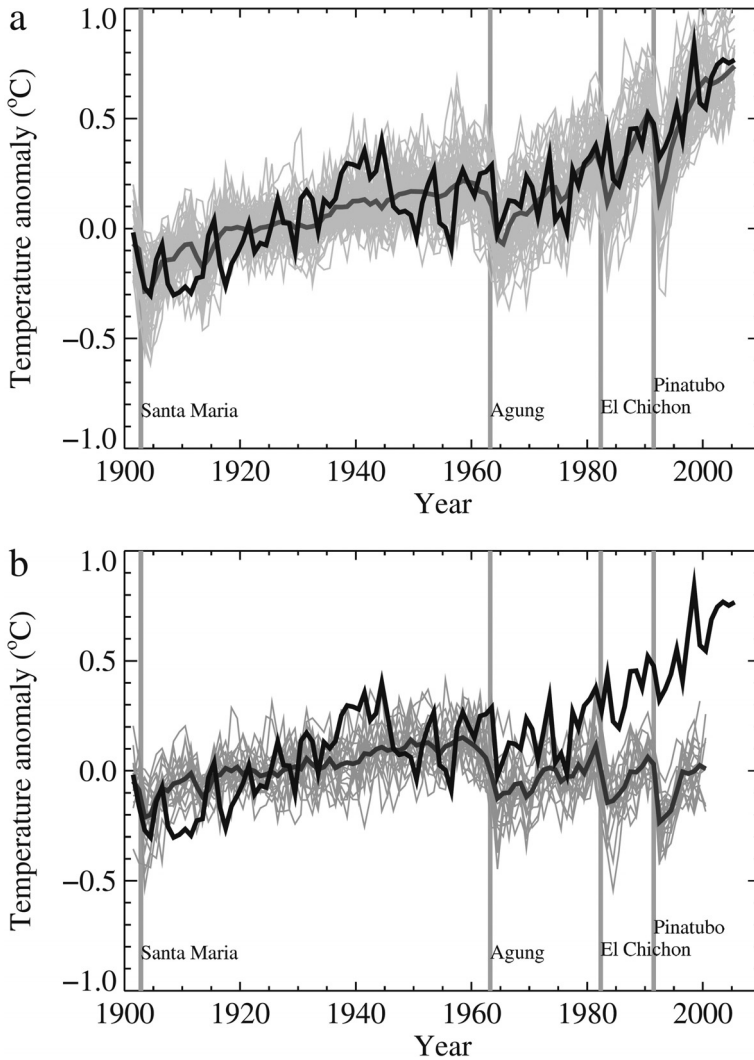 a
1.0
0.5
0.0
−0.5
−1.0
Temperature anomaly (°C)
Santa Maria
Agung
El Chichon
Pinatubo
1900 1920 1940 1960 1980 2000
Year
b
1.0
0.5
0.0
−0.5
−1.0
Temperature anomaly (°C)
Santa Maria
Agung
El Chichon
Pinatubo
1900 1920 1940 1960 1980 2000
Year